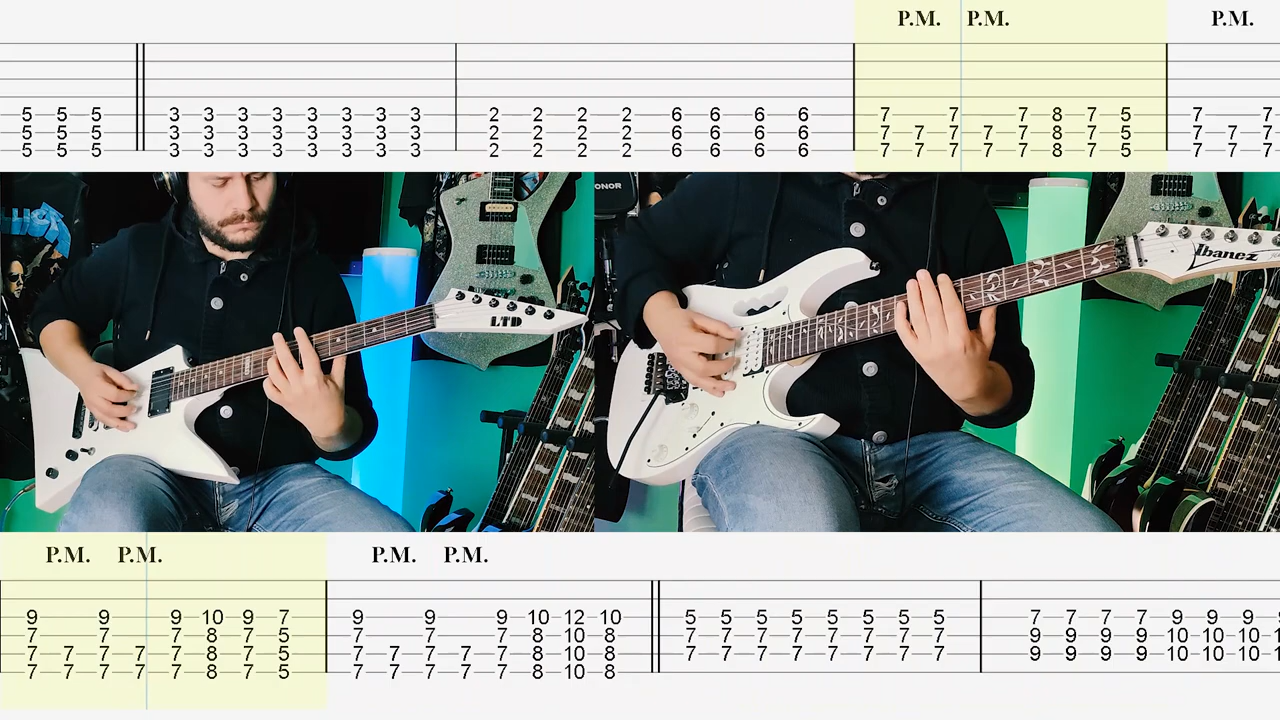 P.M. P.M. P.M.
5 5 5 3 3 3 3 3 3 3 3 2 2 2 2 6 6 6 6 7 7 7 8 7 5 7 7
5 5 5 3 3 3 3 3 3 3 3 2 2 2 2 6 6 6 6 7 7 7 7 7 8 7 5 7 7 7
5 5 5 3 3 3 3 3 3 3 3 2 2 2 2 6 6 6 6 7 7 7 7 7 8 7 5 7 7 7
ONOR
LTD
Ibanez
P.M. P.M. P.M. P.M.
9 9 9 10 9 7 9 9 9 10 12 10 5 5 5 5 5 5 5 5 7 7 7 7 9 9 9
7 7 7 8 7 5 7 7 7 8 10 8 7 7 7 7 7 7 7 7 9 9 9 9 10 10 10
7 7 7 7 7 8 7 5 7 7 7 7 7 8 10 8 7 7 7 7 7 7 7 7 9 9 9 9 10 10 10
7 7 7 7 7 8 7 5 7 7 7 7 7 8 10 8